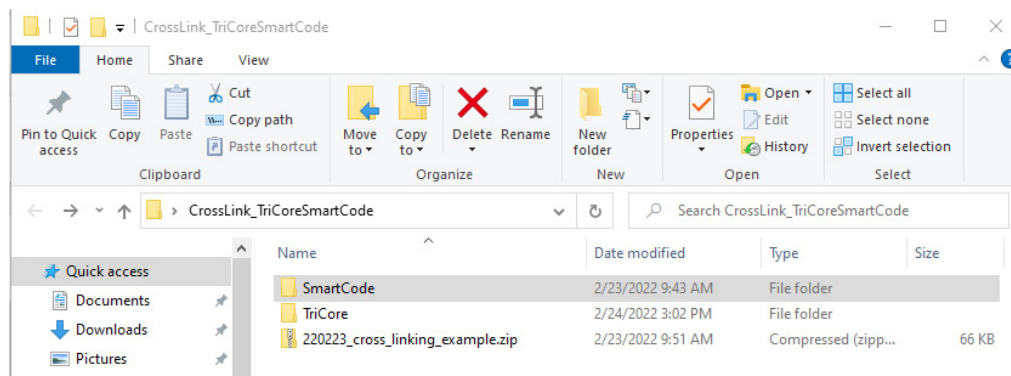 CrossLink_TriCoreSmartCode
File Home Share View
Pin to Quick access
Copy
Paste
Cut
Copy path
Paste shortcut
Clipboard
Move to
Copy to
Delete
Rename
Organize
New folder
New
Properties
Open
Edit
History
Open
Select all
Select none
Invert selection
Select
CrossLink_TriCoreSmartCode
Search CrossLink_TriCoreSmartCode
Quick access
Documents
Downloads
Pictures
Name Date modified Type Size
SmartCode 2/23/2022 9:43 AM File folder
TriCore 2/24/2022 3:02 PM File folder
220223_cross_linking_example.zip 2/23/2022 9:51 AM Compressed (zipp... 66 KB